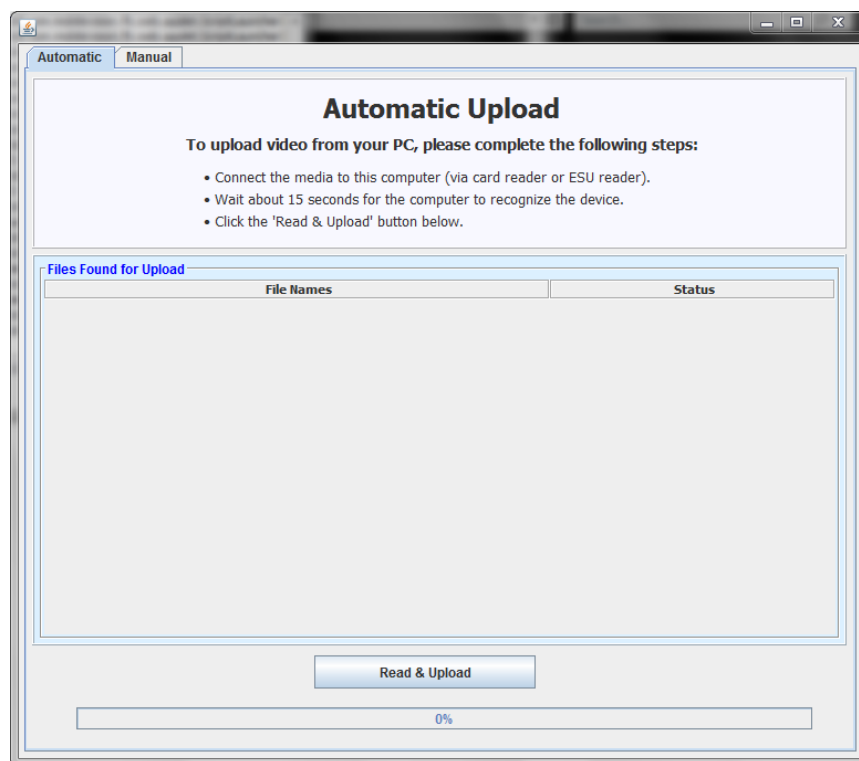 Automatic Manual
Automatic Upload
To upload video from your PC, please complete the following steps:
• Connect the media to this computer (via card reader or ESU reader).
• Wait about 15 seconds for the computer to recognize the device.
• Click the 'Read & Upload' button below.
Files Found for Upload
File Names Status
Read & Upload
0%